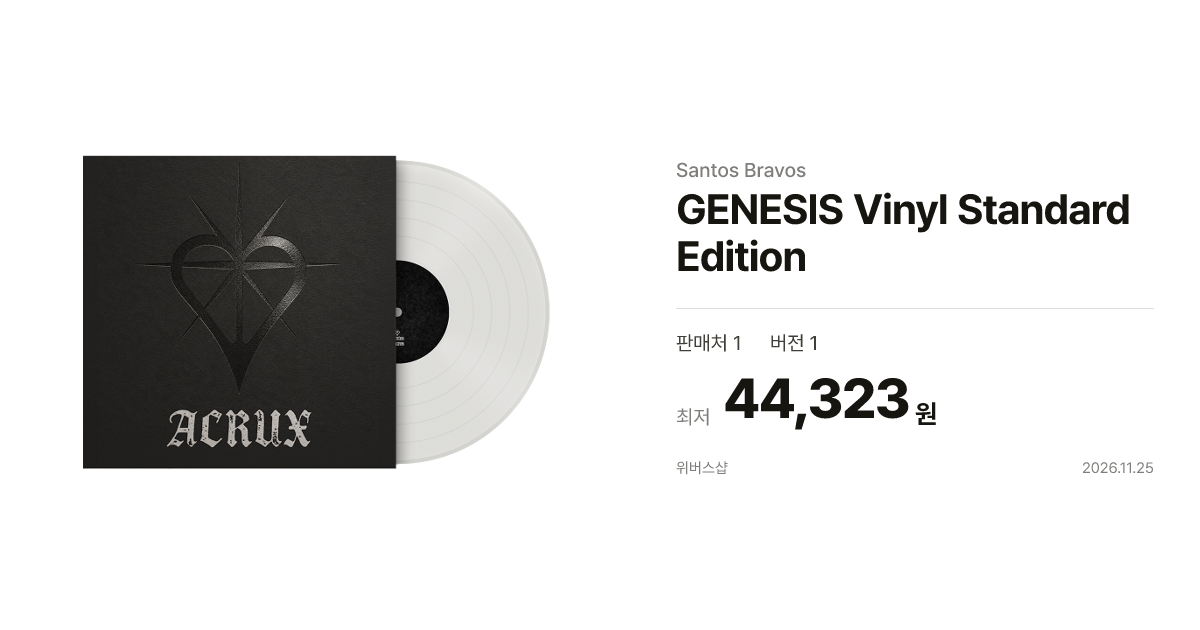 ACRUX
Santos Bravos
GENESIS Vinyl Standard
Edition
판매처 1 버전 1
최저 44,323 원
위버스샵 2026.11.25